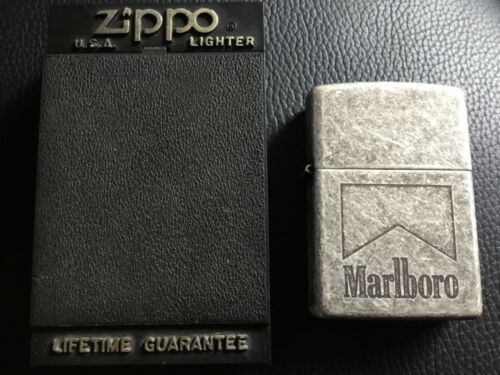 zippo®
U.S.A. LIGHTER
LIFETIME GUARANTEE
Marlboro